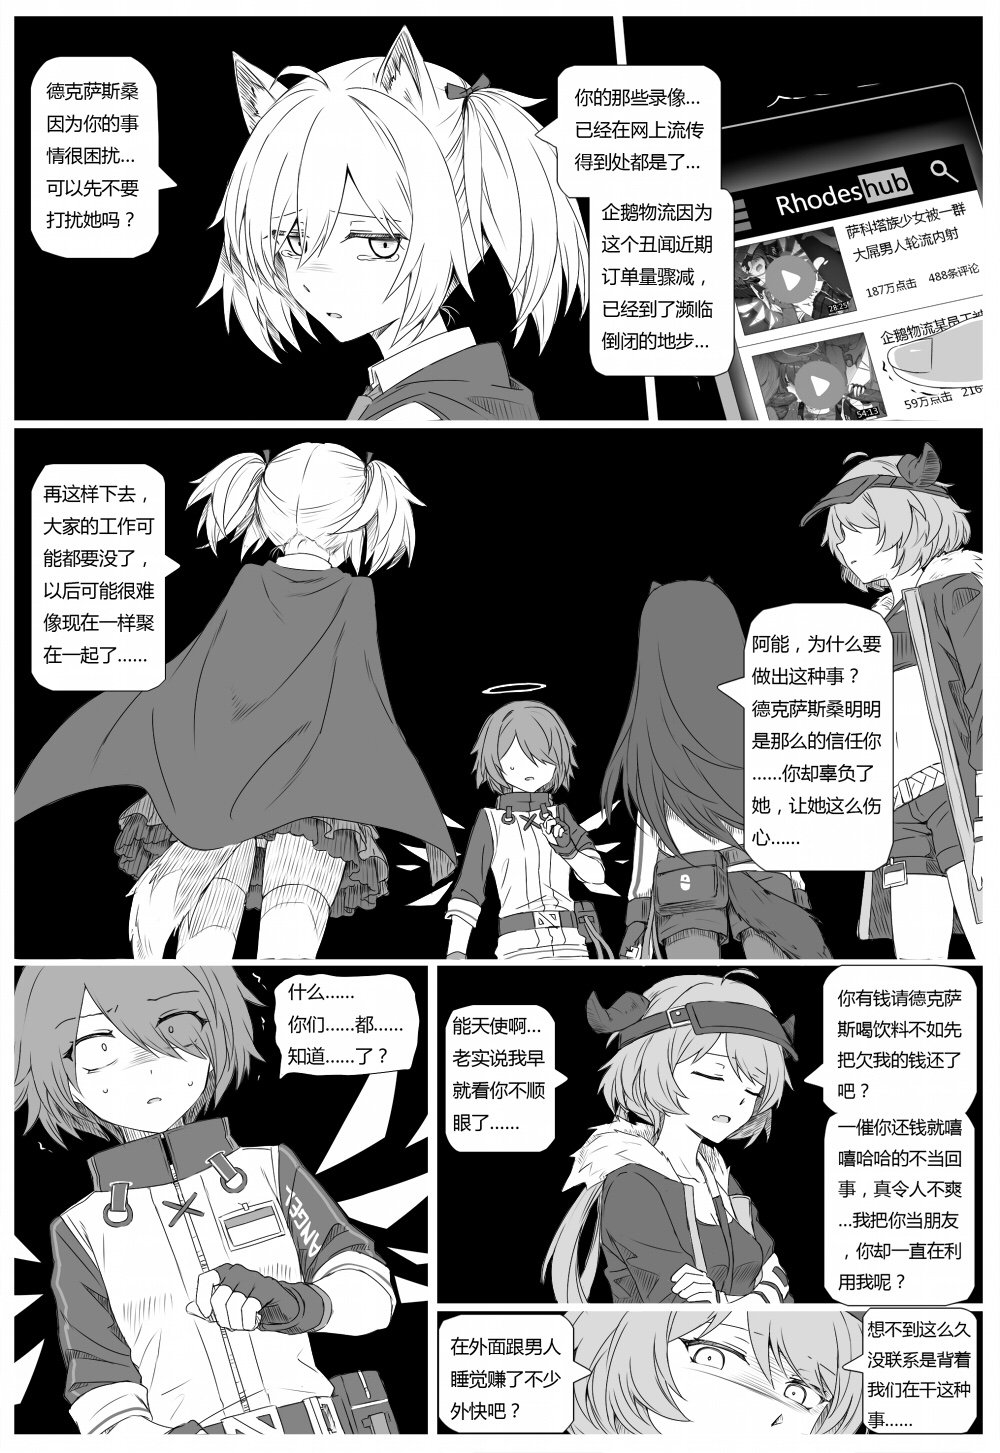 德克萨斯桑
因为你的事
情很困扰...
可以先不要
打扰她吗？
你的那些录像...
已经在网上流传
得到处都是了...
企鹅物流因为
这个丑闻近期
订单量骤减，
已经到了濒临
倒闭的地步...
Rhodeshub
萨科塔族少女被一群
大屌男人轮流内射
187万点击 488条评论
28:29
企鹅物流某员工被
59万点击 216
54:13
再这样下去，
大家的工作可
能都要没了，
以后可能很难
像现在一样聚
在一起了......
阿能，为什么要
做出这种事？
德克萨斯桑明明
是那么的信任你
......你却辜负了
她，让她这么伤
心......
什么......
你们......都......
知道......了？
ANGEL
能天使啊...
老实说我早
就看你不顺
眼了......
你有钱请德克萨
斯喝饮料不如先
把欠我的钱还了
吧？
一催你还钱就嘻
嘻哈哈的不当回
事，真令人不爽
...我把你当朋友
，你却一直在利
用我呢？
在外面跟男人
睡觉赚了不少
外快吧？
想不到这么久
没联系是背着
我们在干这种
事......